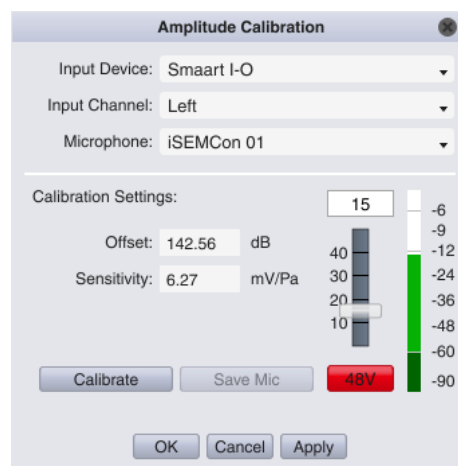 Amplitude Calibration
Input Device: Smaart I-O
Input Channel: Left
Microphone: iSEMCon 01
Calibration Settings:
15
Offset: 142.56 dB
Sensitivity: 6.27 mV/Pa
40
30
20
10
-6
-9
-12
-24
-36
-48
-60
-90
Calibrate Save Mic 48V
OK Cancel Apply